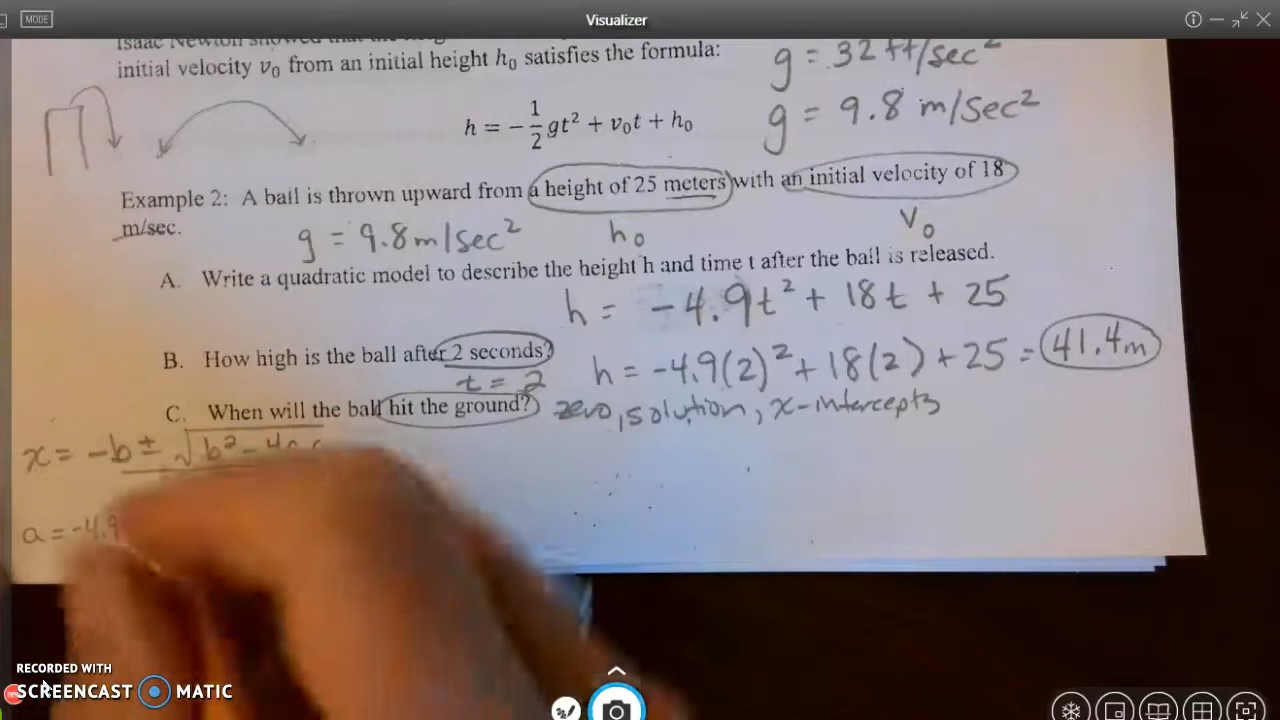 MODE
Visualizer
initial velocity v₀ from an initial height h₀ satisfies the formula:
g = 32 ft/sec²
h = -1/2 gt² + v₀t + h₀
g = 9.8 m/sec²
Example 2: A ball is thrown upward from a height of 25 meters with an initial velocity of 18
m/sec.
g = 9.8 m/sec²
h₀
v₀
A. Write a quadratic model to describe the height h and time t after the ball is released.
h = -4.9t² + 18t + 25
B. How high is the ball after 2 seconds?
t = 2
h = -4.9(2)² + 18(2) + 25 = 41.4m
C. When will the ball hit the ground?
zero, solution, x-intercepts
x = -b ± √b² - 4a
a = -4.9
RECORDED WITH
SCREENCAST MATIC